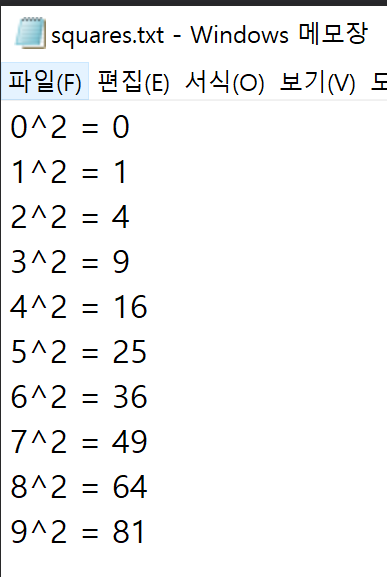 squares.txt - Windows 메모장
파일(F) 편집(E) 서식(O) 보기(V)
0^2 = 0
1^2 = 1
2^2 = 4
3^2 = 9
4^2 = 16
5^2 = 25
6^2 = 36
7^2 = 49
8^2 = 64
9^2 = 81